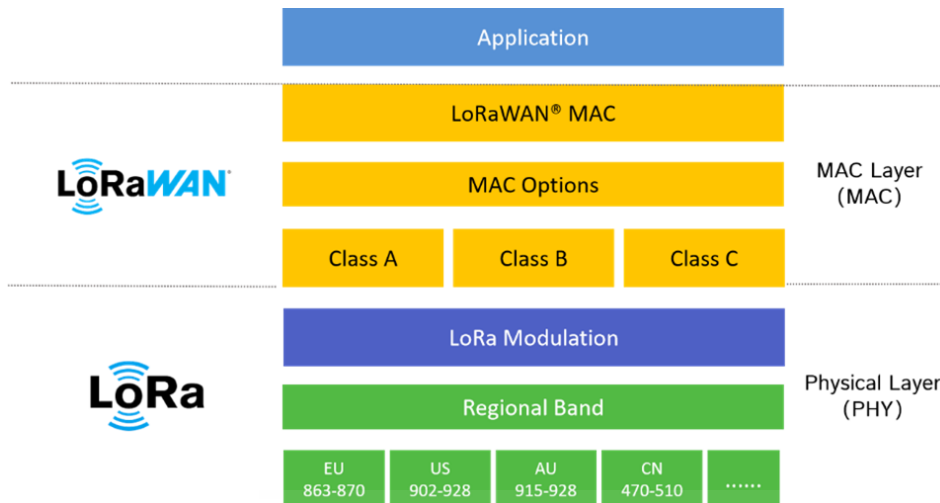 Application
LoRaWAN® MAC
LoRaWAN®
MAC Options
MAC Layer
(MAC)
Class A
Class B
Class C
LoRa Modulation
LoRa
Regional Band
Physical Layer
(PHY)
EU
863-870
US
902-928
AU
915-928
CN
470-510
......